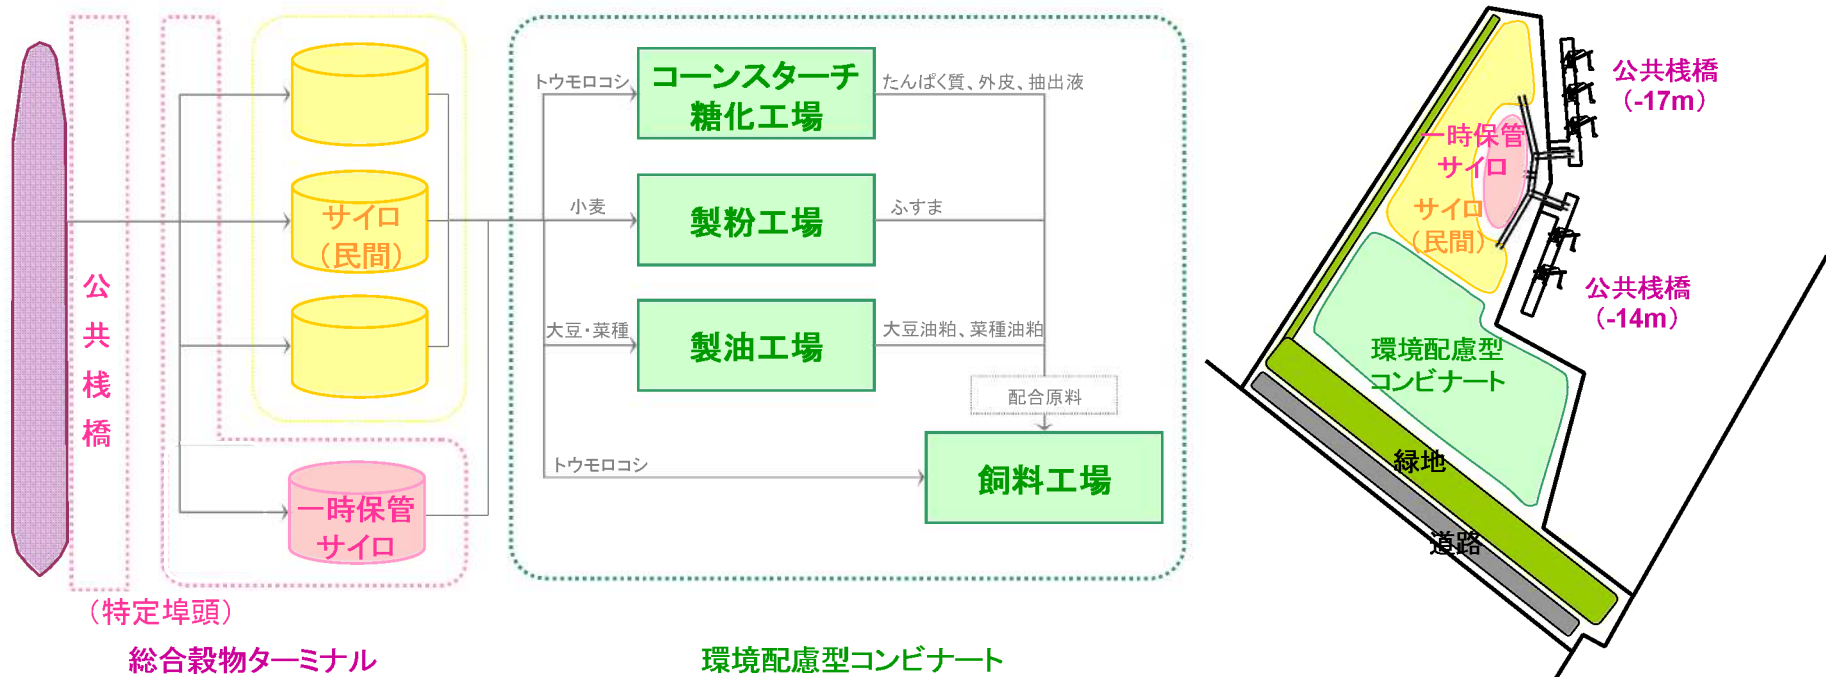 公共桟橋
（特定埠頭）
総合穀物ターミナル
サイロ
（民間）
一時保管
サイロ
トウモロコシ
小麦
大豆・菜種
トウモロコシ
コーンスターチ
糖化工場
製粉工場
製油工場
たんぱく質、外皮、抽出液
ふすま
大豆油粕、菜種油粕
配合原料
飼料工場
環境配慮型コンビナート
公共桟橋
（-17m）
一時保管
サイロ
サイロ
（民間）
公共桟橋
（-14m）
環境配慮型
コンビナート
緑地
道路